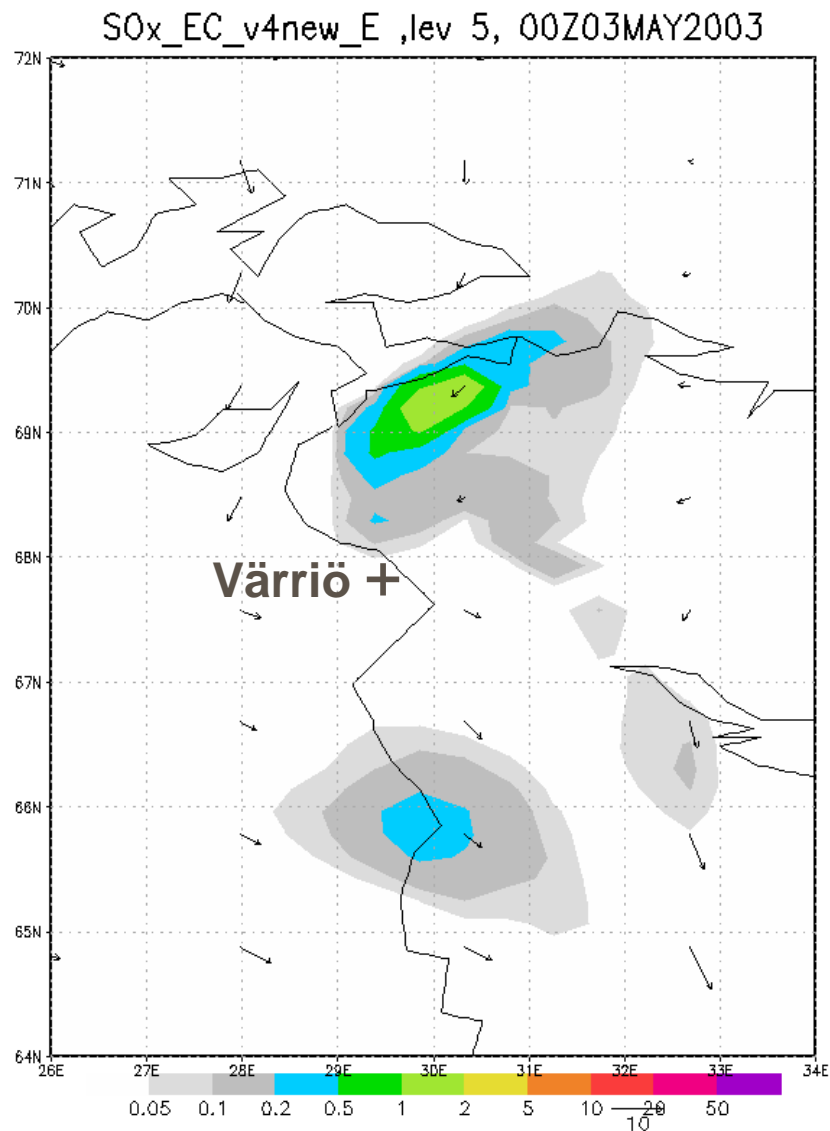 SOx_EC_v4new_E ,lev 5, 00Z03MAY2003
72N
71N
70N
69N
68N
Värriö +
67N
66N
65N
64N
26E 27E 28E 29E 30E 31E 32E 33E 34E
0.05 0.1 0.2 0.5 1 2 5 10 20 50
10